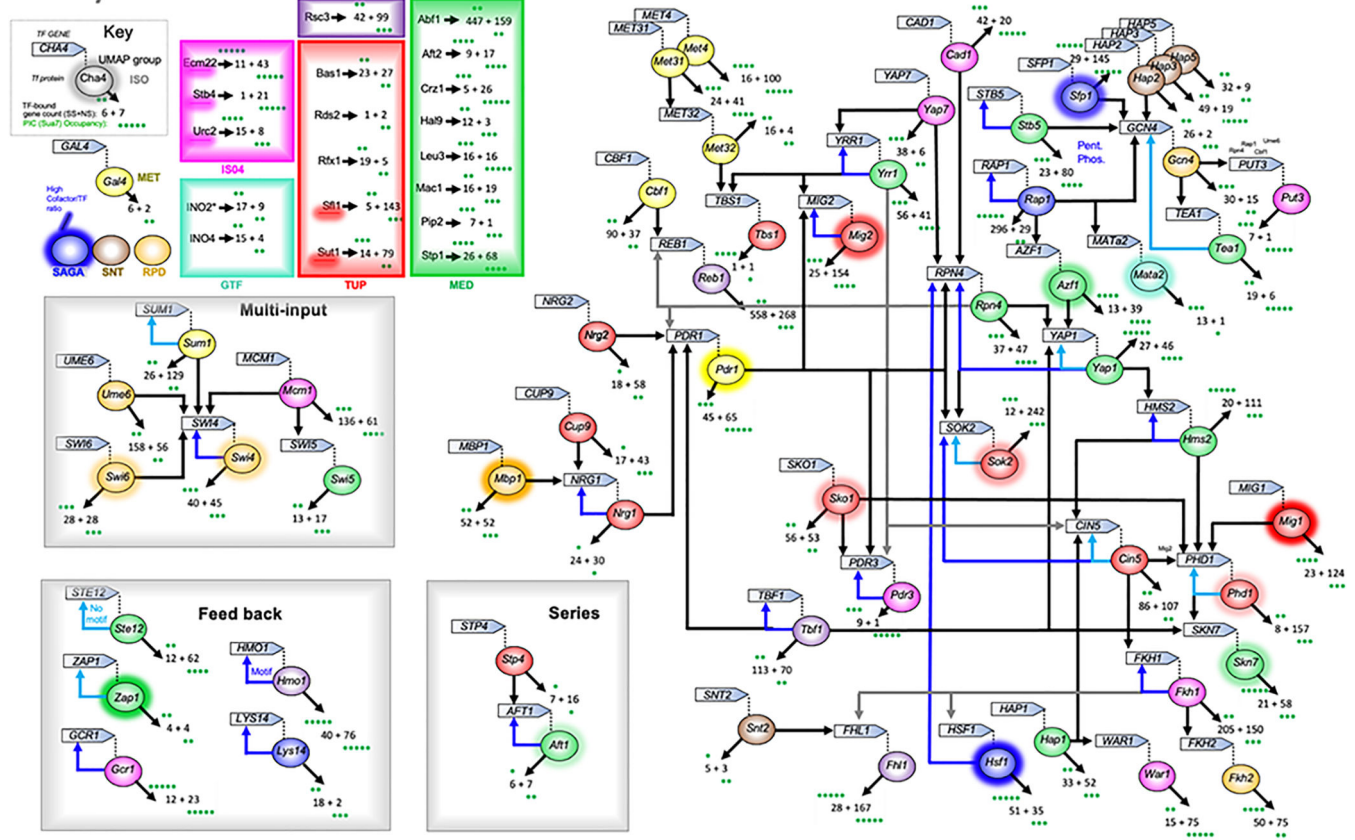 Key
TF GENE
CHA4
UMAP group
ISO
Tf protein
Cha4
TF-bound
gene count (SS+NS): 6 + 7
PIC (Sua7) Occupancy:
GAL4
Gal4
MET
6 + 2
High
Cofactor/TF
ratio
SAGA
SNT
RPD
Ecm22 11 + 43
Stb4 1 + 21
Urc2 15 + 8
IS04
INO2* 17 + 9
INO4 15 + 4
GTF
Rsc3 42 + 99
Bas1 23 + 27
Rds2 1 + 2
Rfx1 19 + 5
Sfl1 5 + 143
Sut1 14 + 79
TUP
Abf1 447 + 159
Aft2 9 + 17
Crz1 5 + 26
Hal9 12 + 3
Leu3 16 + 16
Mac1 16 + 19
Pip2 7 + 1
Stp1 26 + 68
MED
Multi-input
SUM1
Sum1
26 + 129
UME6
Ume6
158 + 56
MCM1
Mcm1
136 + 61
SWI4
Swi4
40 + 45
SWI6
Swi6
28 + 28
SWI5
Swi5
13 + 17
Feed back
STE12
No
motif
Ste12
12 + 62
ZAP1
Zap1
4 + 4
GCR1
Gcr1
12 + 23
HMO1
Motif
Hmo1
40 + 76
LYS14
Lys14
18 + 2
Series
STP4
Stp4
7 + 16
AFT1
Aft1
6 + 7
MET4
MET31
Met4
Met31
16 + 100
24 + 41
MET32
Met32
16 + 4
CBF1
Cbf1
90 + 37
TBS1
Tbs1
1 + 1
REB1
Reb1
558 + 268
YAP7
Yap7
38 + 6
CAD1
Cad1
42 + 20
YRR1
Yrr1
56 + 41
MIG2
Mig2
25 + 154
SFP1
Sfp1
29 + 145
HAP5
HAP3
HAP2
Hap5
Hap3
Hap2
32 + 9
49 + 19
STB5
Stb5
23 + 80
Pent.
Phos.
GCN4
Gcn4
26 + 2
30 + 15
Rpn4 Rap1 Cbf1 Ume6
PUT3
Put3
7 + 1
RAP1
Rap1
296 + 29
TEA1
Tea1
19 + 6
AZF1
Azf1
13 + 39
MATa2
Mata2
13 + 1
RPN4
Rpn4
37 + 47
YAP1
Yap1
27 + 46
NRG2
Nrg2
18 + 58
PDR1
Pdr1
45 + 65
CUP9
Cup9
17 + 43
MBP1
Mbp1
52 + 52
NRG1
Nrg1
24 + 30
SOK2
Sok2
12 + 242
HMS2
Hms2
20 + 111
SKO1
Sko1
56 + 53
MIG1
Mig1
23 + 124
CIN5
Cin5
86 + 107
Mig2
PHD1
Phd1
8 + 157
PDR3
Pdr3
9 + 1
TBF1
Tbf1
113 + 70
SKN7
Skn7
21 + 58
FKH1
Fkh1
205 + 150
SNT2
Snt2
5 + 3
FHL1
Fhl1
28 + 167
HSF1
Hsf1
51 + 35
HAP1
Hap1
33 + 52
WAR1
War1
15 + 75
FKH2
Fkh2
50 + 75